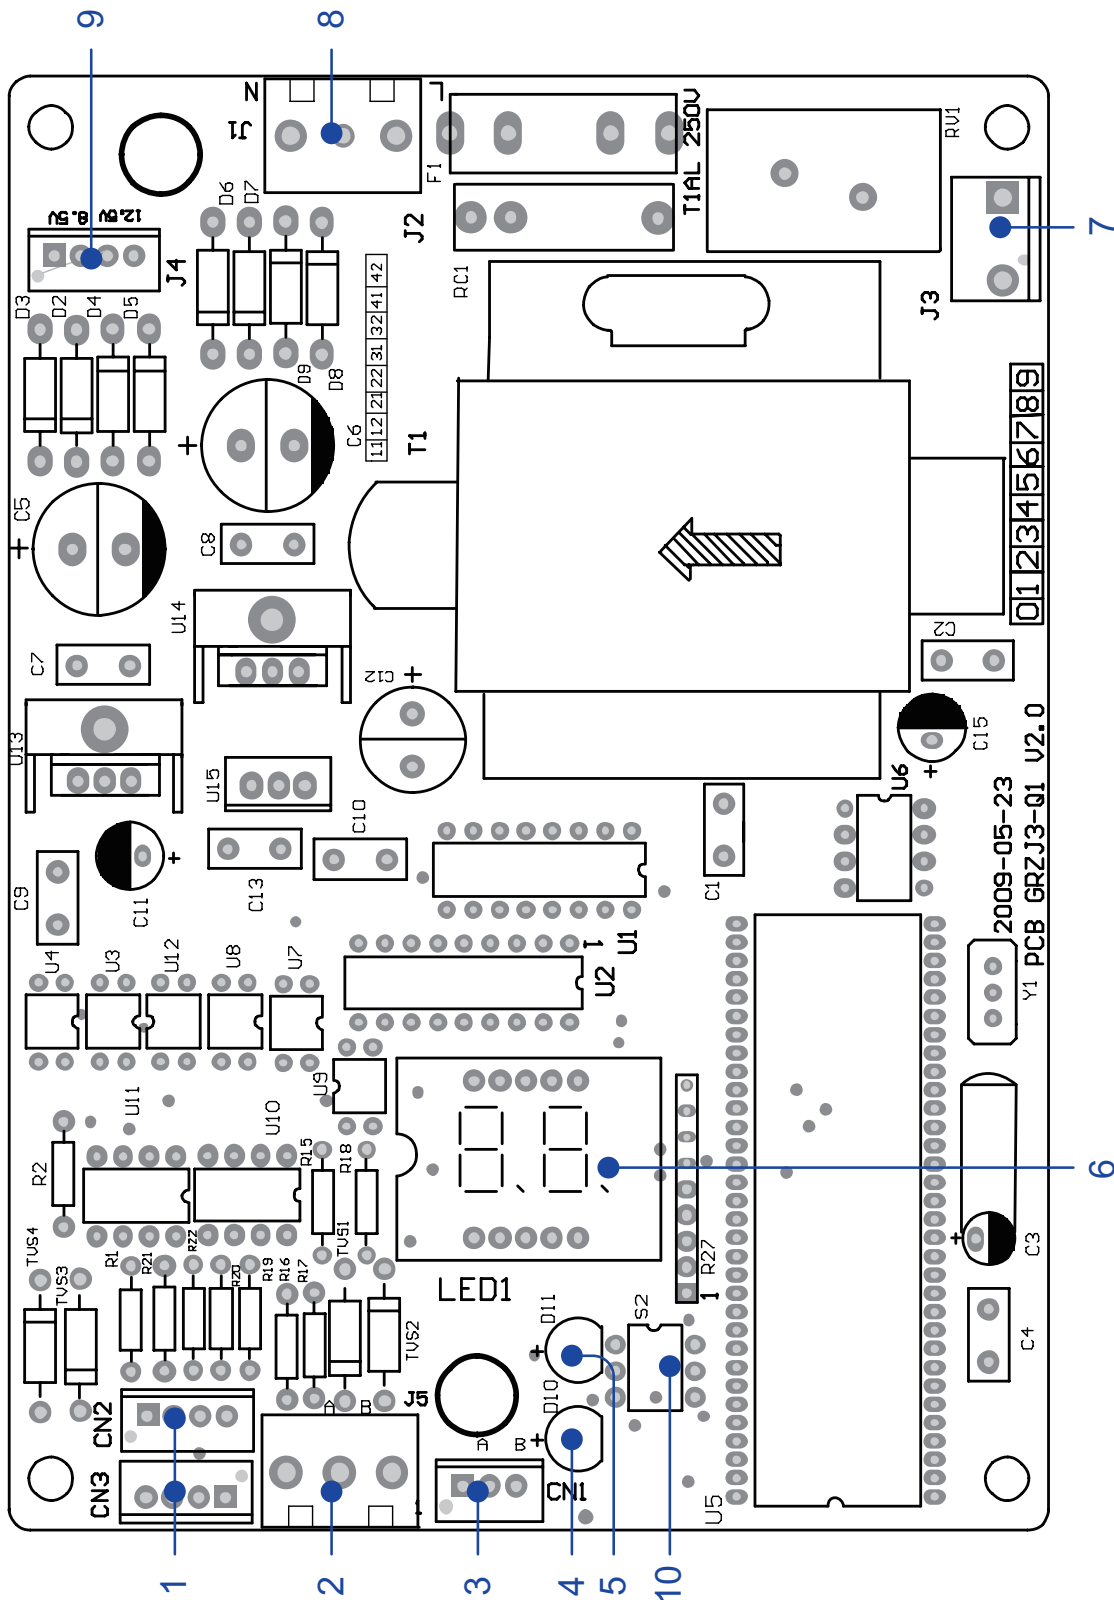 9
8
N
J1
L
12.5V 8.5V
J4
D6
D7
J2
F1
T1AL 250V
RV1
7
D3
D2
D4
D5
RC1
J3
D9
D8
C6
11 12 21 22 31 32 41 42
T1
0 1 2 3 4 5 6 7 8 9
+
C5
+
C8
U14
C7
C12
+
C2
U13
U15
C15
+
U6
C9
C11
+
C13
C10
C1
2009-05-23
PCB GRZJ3-Q1 V2.0
U4
U3
U12
U8
U7
1
U1
U2
Y1
U9
U11
U10
R2
R15
R18
6
TVS4
TVS3
R1
R21
R22
R20
R19
R16
R17
TVS1
TVS2
LED1
R27
1
C3
+
C4
D11
+
S2
D10
+
J5
A B
A B
CN2
CN3
CN1
U5
1
2
3
4
5
10